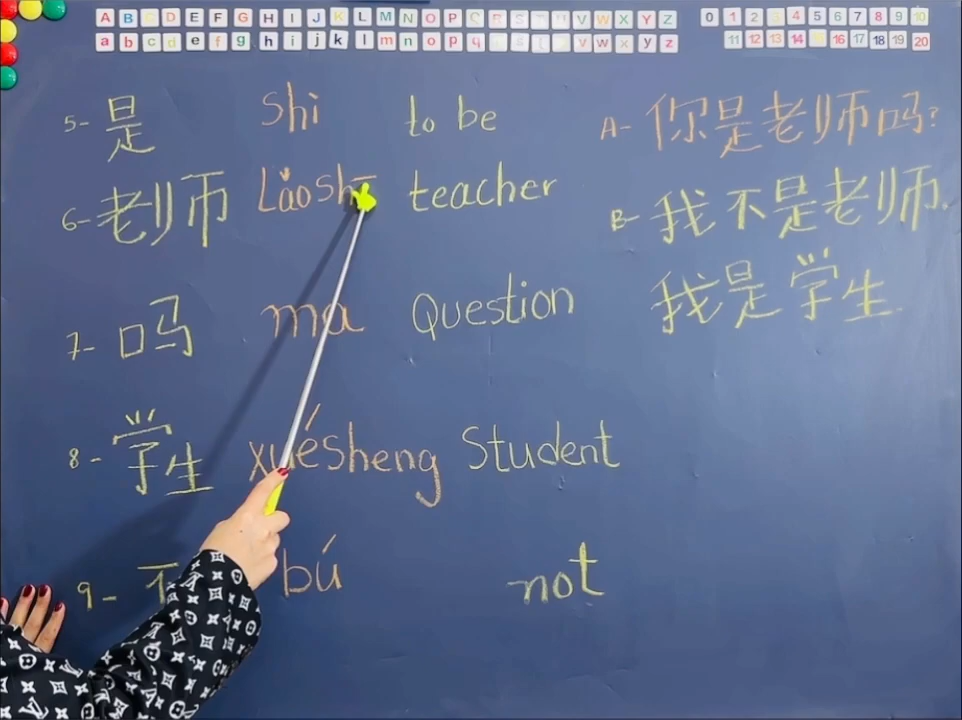 A B C D E F G H I J K L M N O P Q R S T U V W X Y Z
a b c d e f g h i j k l m n o p q r s t v w x y z
0 1 2 3 4 5 6 7 8 9 10
11 12 13 14 15 16 17 18 19 20
5- 是 shi to be
6- 老师 Lǎoshī teacher
7- 吗 ma Question
8- 学生 xuésheng Student
9- bú not
A- 你是老师吗?
B- 我不是老师.
我是学生.